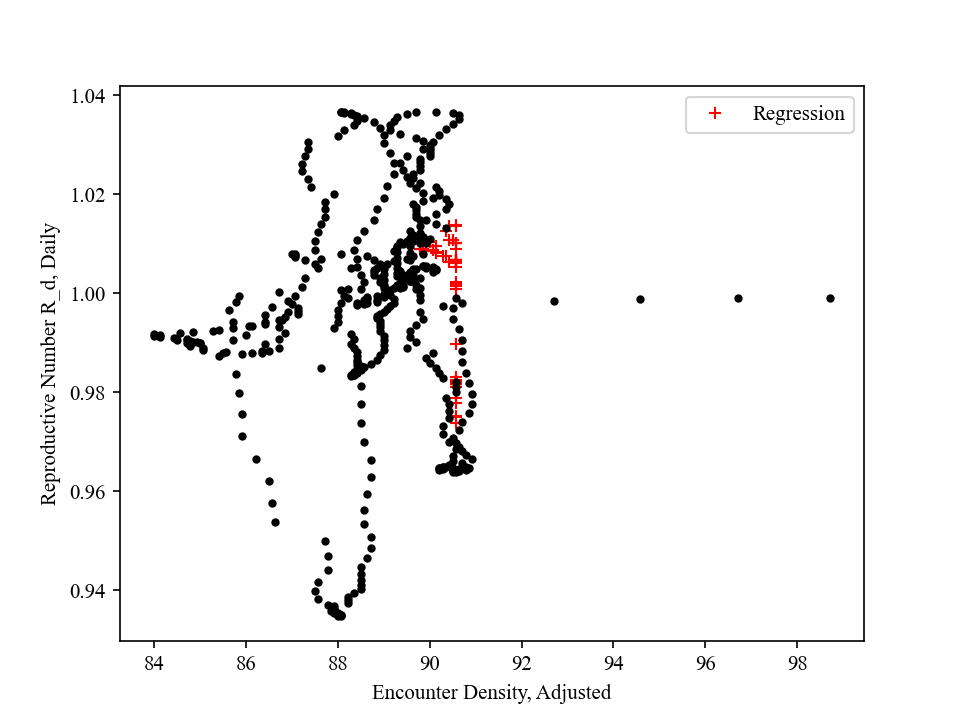 1.04
1.02
1.00
0.98
0.96
0.94
Reproductive Number R_d, Daily
Regression
84 86 88 90 92 94 96 98
Encounter Density, Adjusted